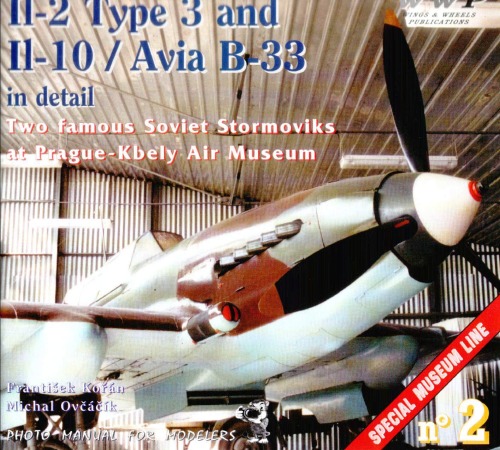 Il-2 Type 3 and
Il-10 / Avia B-33
in detail
Two famous Soviet Stormoviks
at Prague-Kbely Air Museum
WWP
WINGS & WHEELS
PUBLICATIONS
SPECIAL MUSEUM LINE
n° 2
František Kořán
Michal Ovčáčík
PHOTO MANUAL FOR MODELERS